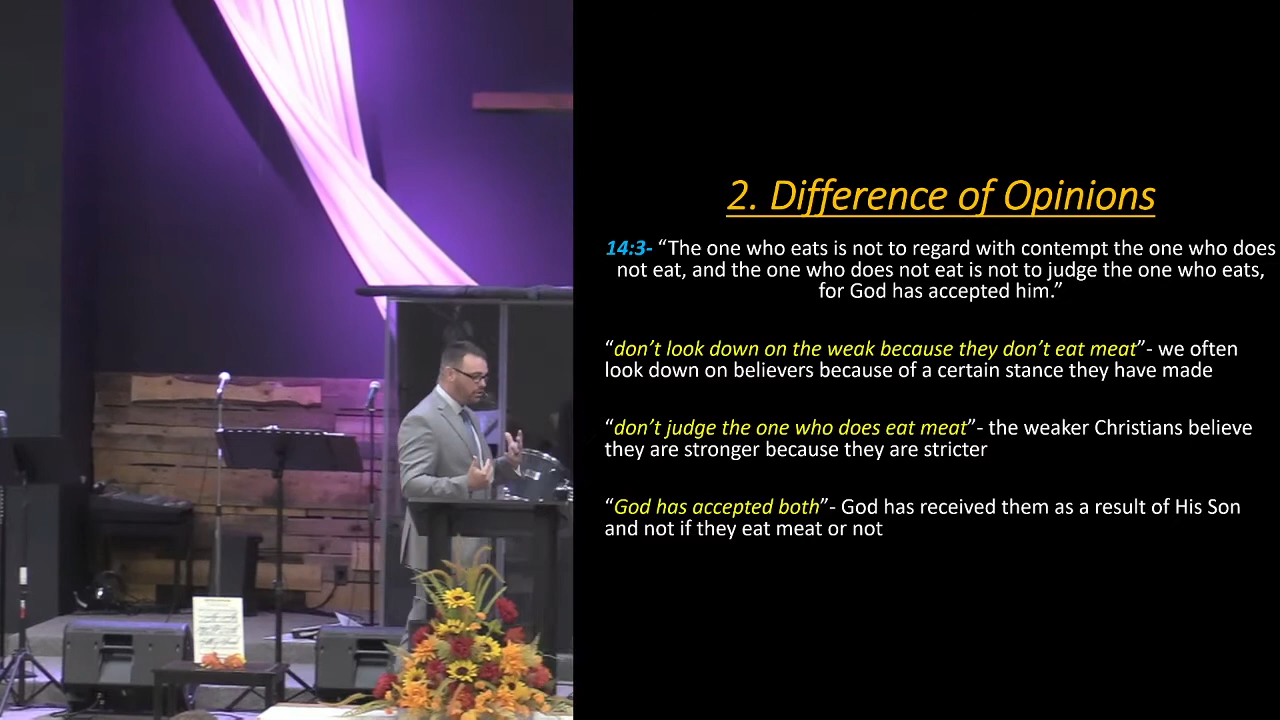 2. Difference of Opinions
14:3- “The one who eats is not to regard with contempt the one who does
not eat, and the one who does not eat is not to judge the one who eats,
for God has accepted him.”
“don’t look down on the weak because they don’t eat meat”- we often
look down on believers because of a certain stance they have made
“don’t judge the one who does eat meat”- the weaker Christians believe
they are stronger because they are stricter
“God has accepted both”- God has received them as a result of His Son
and not if they eat meat or not